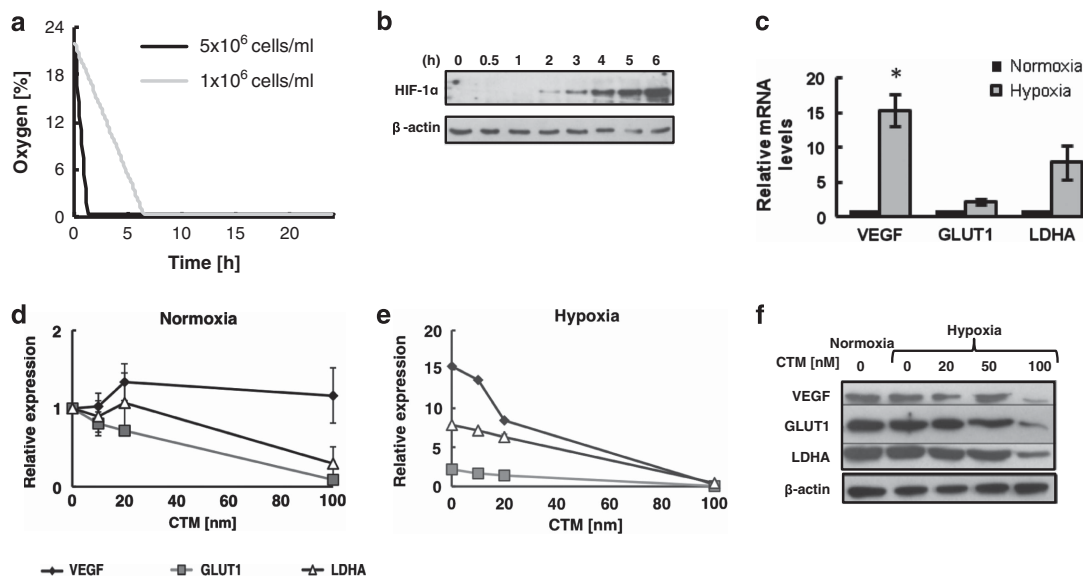 a
24
18
12
6
0
Oxygen [%]
5x10⁶ cells/ml
1x10⁶ cells/ml
0 5 10 15 20
Time [h]
b
(h) 0 0.5 1 2 3 4 5 6
HIF-1α
β-actin
c
Normoxia
Hypoxia
20
15
10
5
0
Relative mRNA
levels
*
VEGF GLUT1 LDHA
d
Normoxia
2
1
0
Relative expression
0 20 40 60 80 100
CTM [nm]
e
Hypoxia
20
15
10
5
0
Relative expression
0 20 40 60 80 100
CTM [nm]
VEGF GLUT1 LDHA
f
Hypoxia
Normoxia
CTM [nM] 0 0 20 50 100
VEGF
GLUT1
LDHA
β-actin